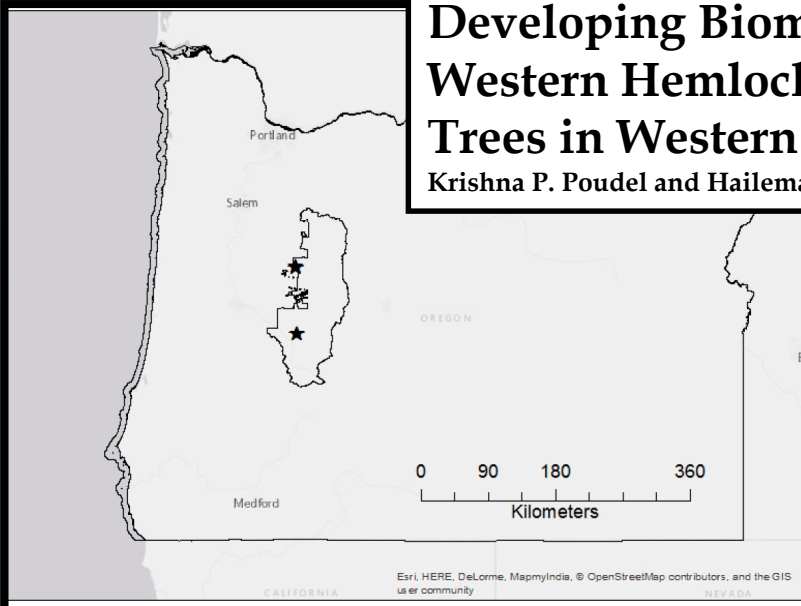 Developing Biom
Western Hemlock
Trees in Western
Krishna P. Poudel and Hailema
Portland
Salem
OREGON
0 90 180 360
Kilometers
Medford
Esri, HERE, DeLorme, MapmyIndia, © OpenStreetMap contributors, and the GIS
user community
CALIFORNIA
NEVADA